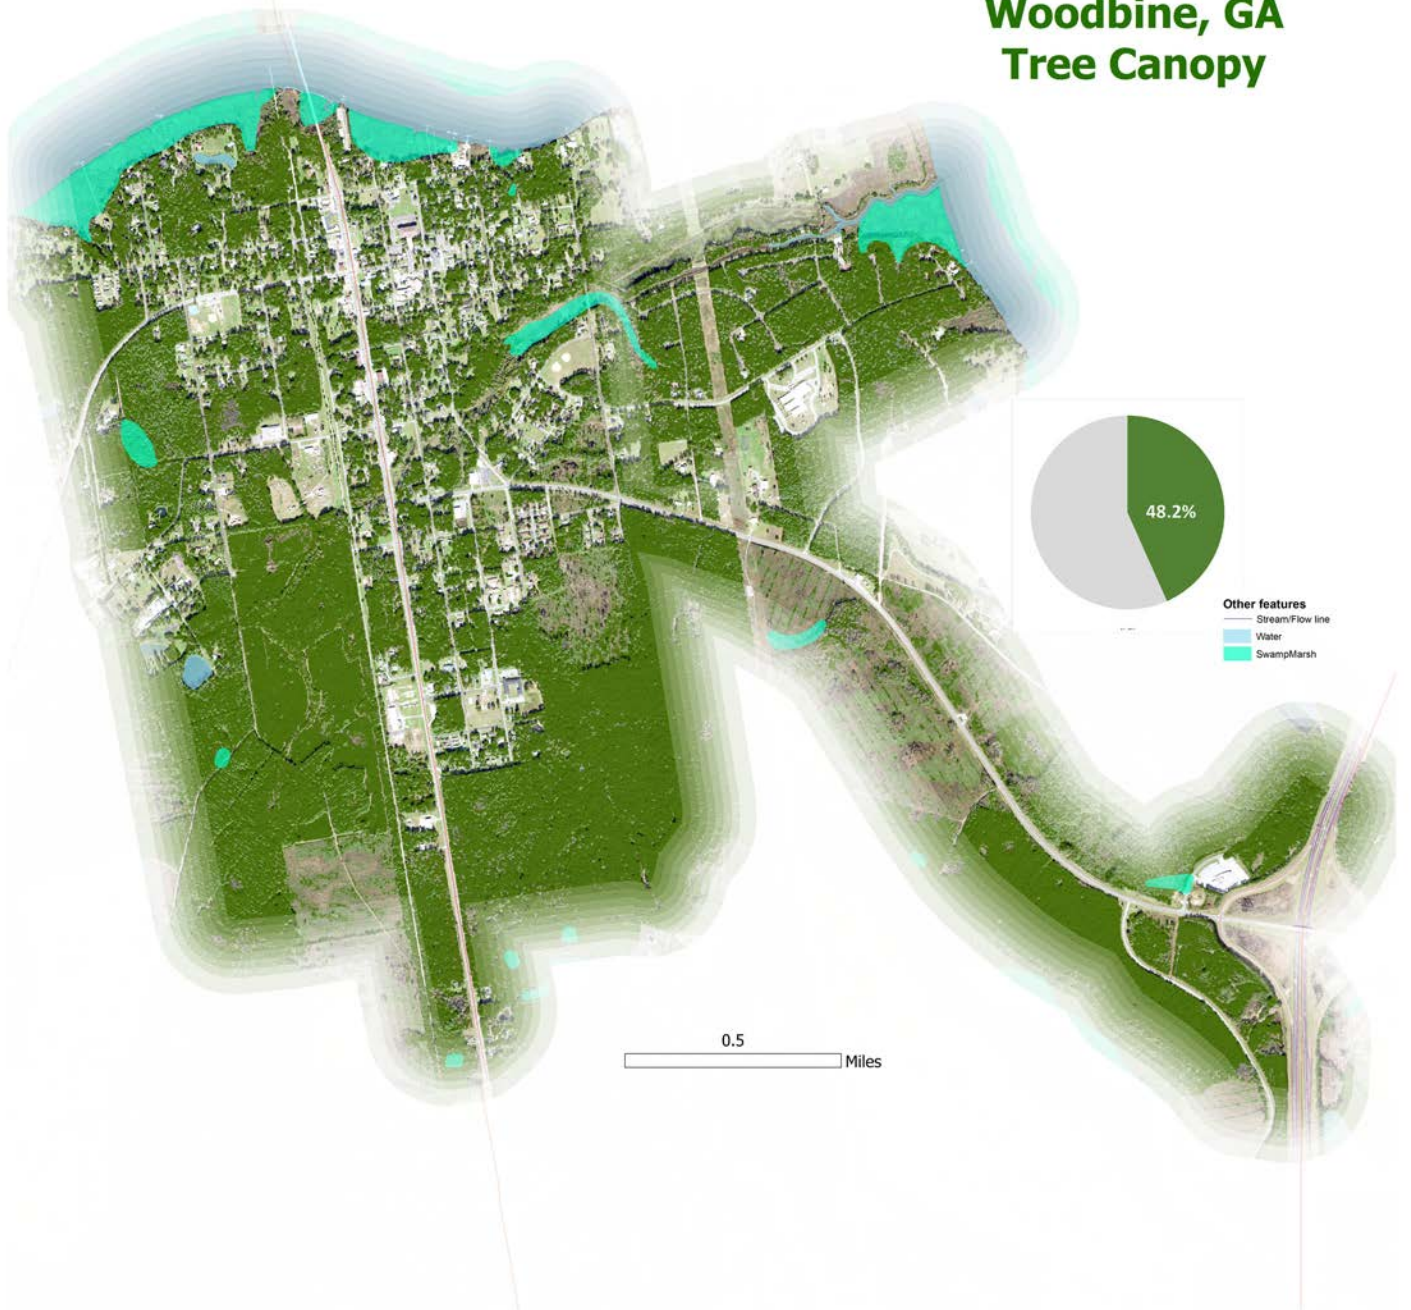 Woodbine, GA
Tree Canopy
48.2%
Other features
Stream/Flow line
Water
SwampMarsh
0.5
Miles